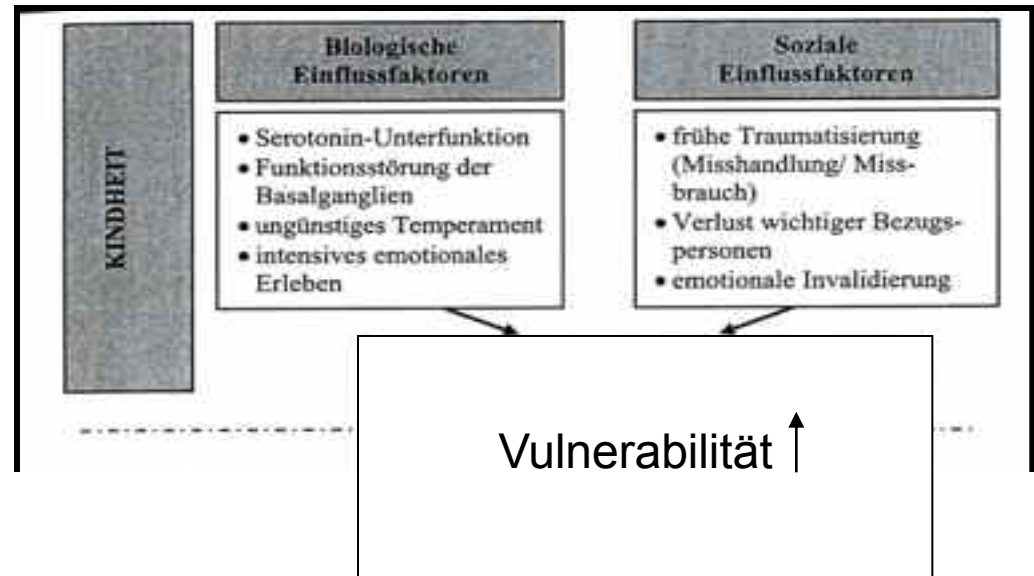 KINDHEIT
Biologische
Einflussfaktoren
• Serotonin-Unterfunktion
• Funktionsstörung der
Basalganglien
• ungünstiges Temperament
• intensives emotionales
Erleben
Soziale
Einflussfaktoren
• frühe Traumatisierung
(Misshandlung/ Miss-
brauch)
• Verlust wichtiger Bezugs-
personen
• emotionale Invalidierung
Vulnerabilität ↑